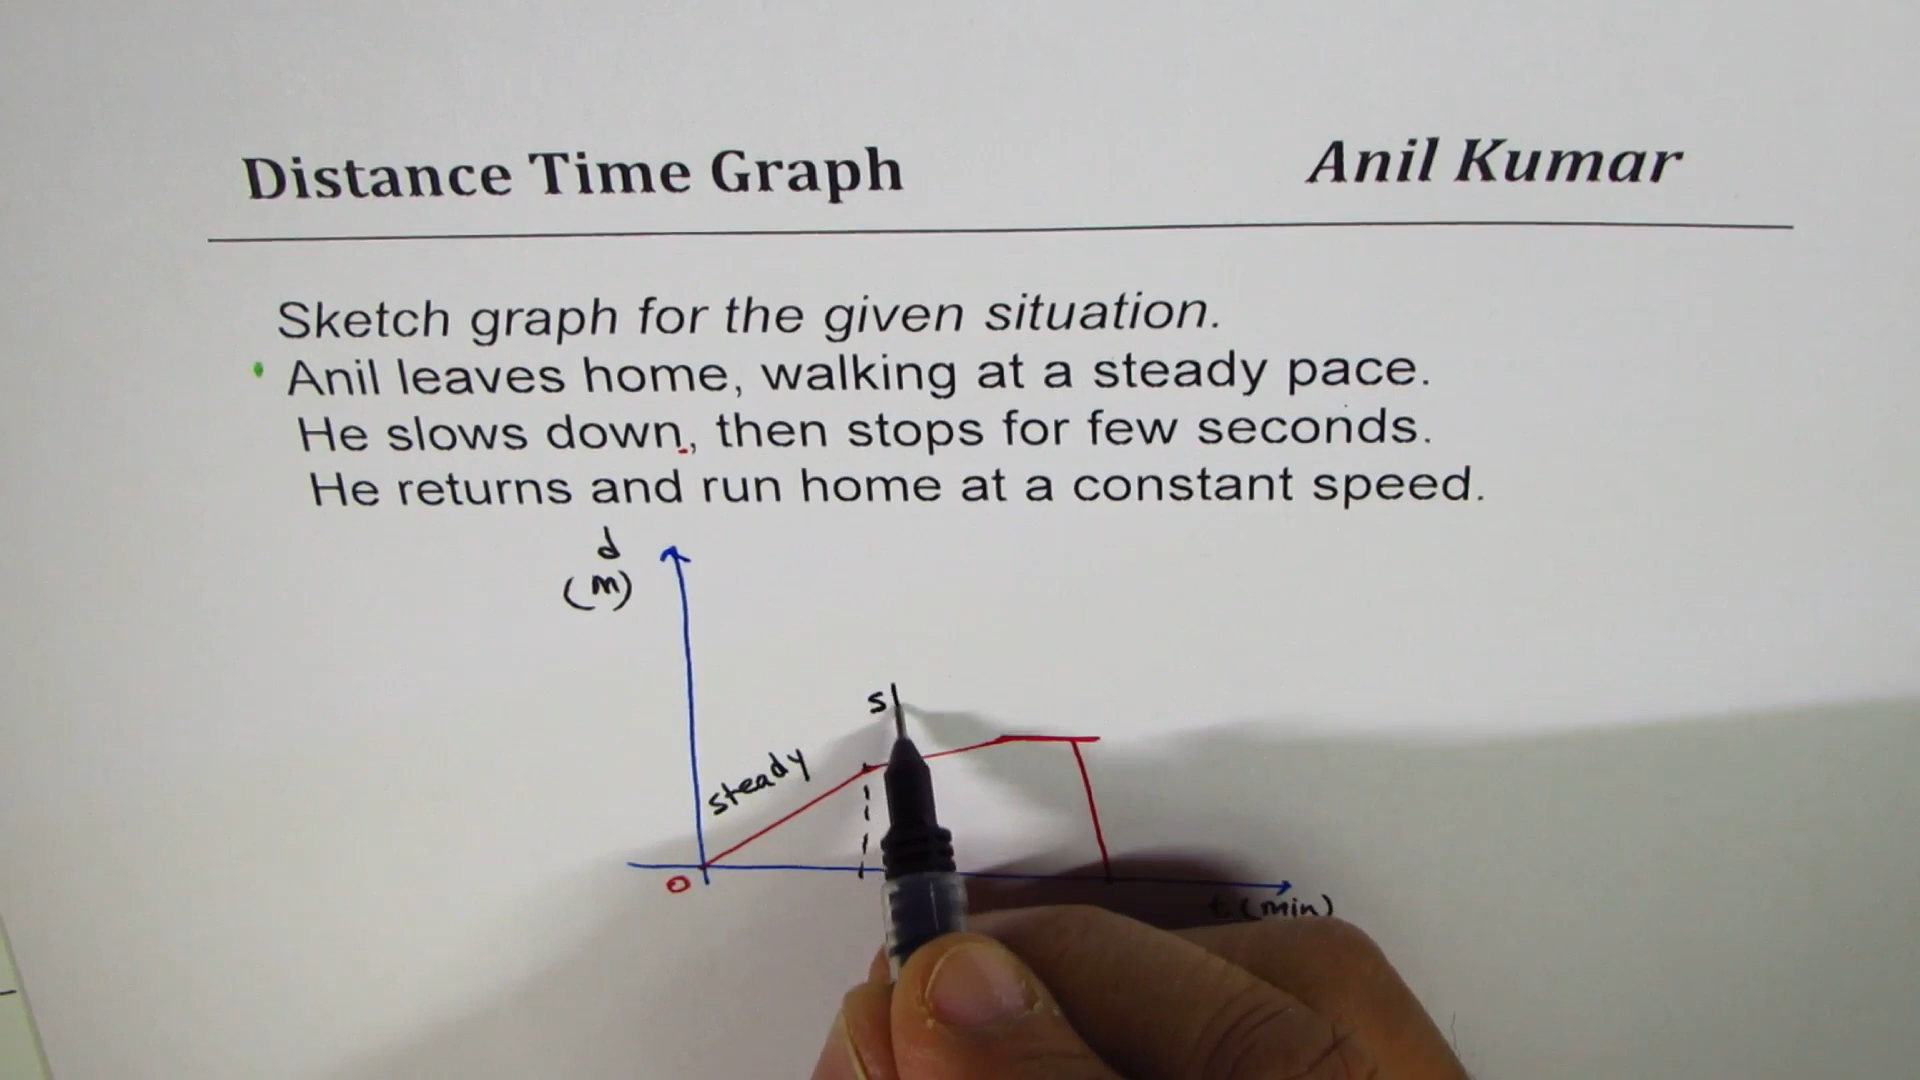 Distance Time Graph Anil Kumar
Sketch graph for the given situation.
Anil leaves home, walking at a steady pace.
He slows down, then stops for few seconds.
He returns and run home at a constant speed.
d
(m)
sl
steady
0
t (min)